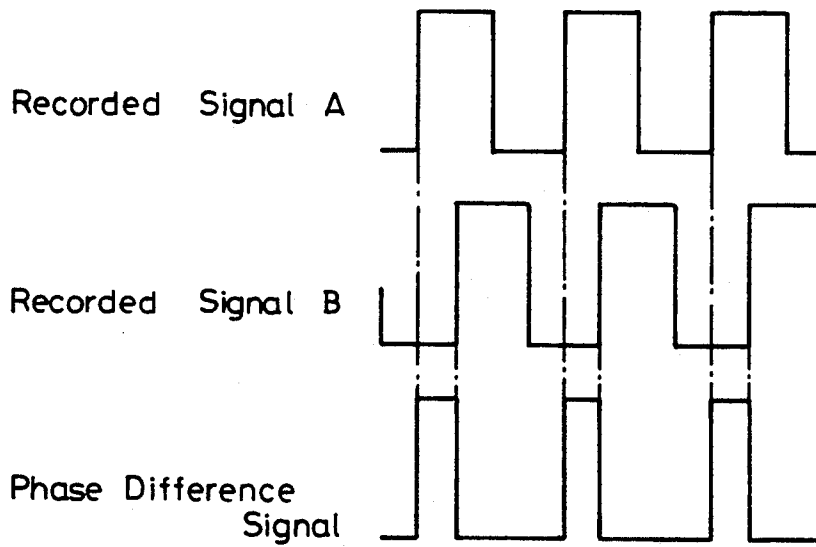 Recorded Signal A
Recorded Signal B
Phase Difference
Signal